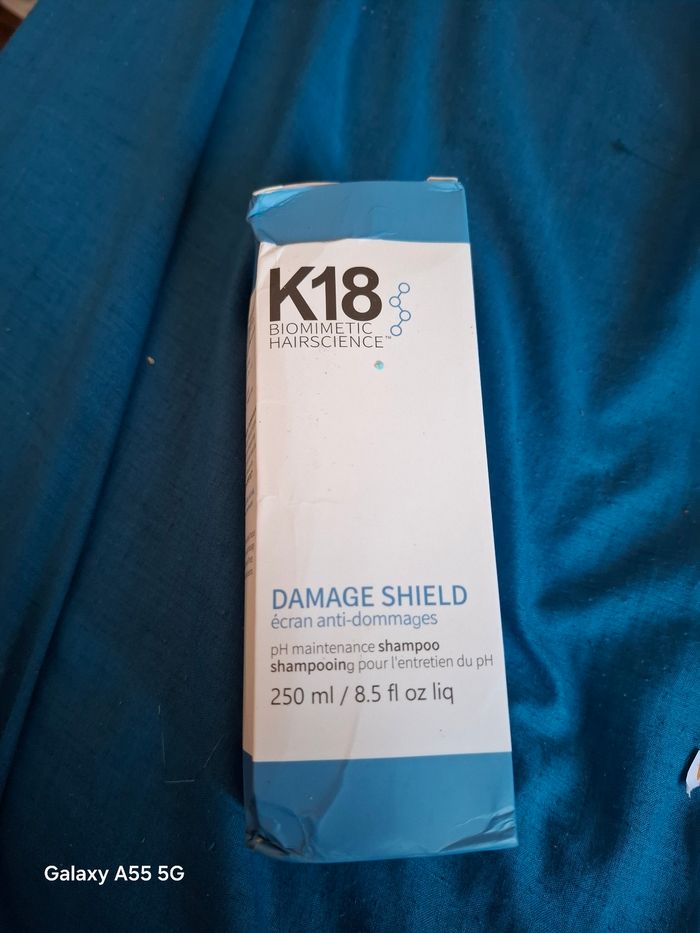 K18
BIOMIMETIC
HAIRSCIENCE™
DAMAGE SHIELD
écran anti-dommages
pH maintenance shampoo
shampooing pour l'entretien du pH
250 ml / 8.5 fl oz liq
Galaxy A55 5G